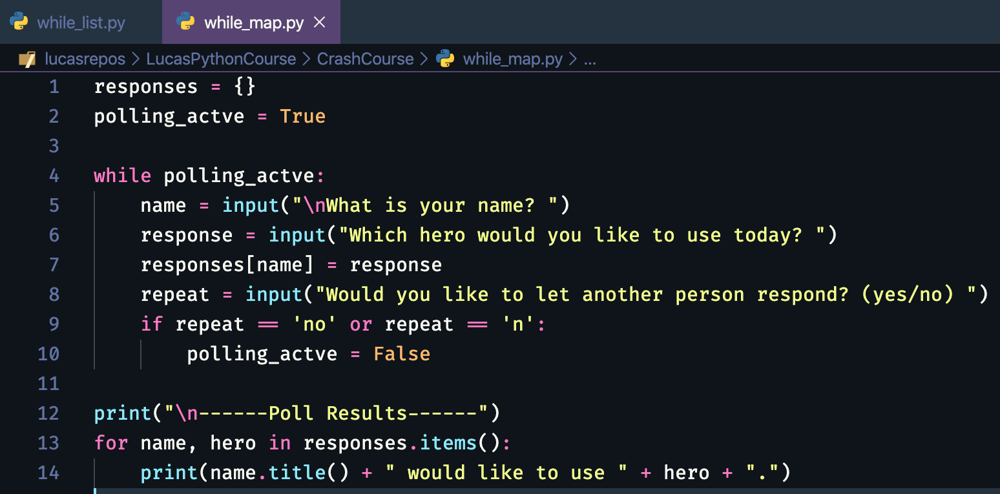 while_list.py while_map.py ×
lucasrepos > LucasPythonCourse > CrashCourse > while_map.py > ...
1 responses = {}
2 polling_actve = True
3
4 while polling_actve:
5     name = input("\nWhat is your name? ")
6     response = input("Which hero would you like to use today? ")
7     responses[name] = response
8     repeat = input("Would you like to let another person respond? (yes/no) ")
9     if repeat == 'no' or repeat == 'n':
10         polling_actve = False
11
12 print("\n------Poll Results------")
13 for name, hero in responses.items():
14     print(name.title() + " would like to use " + hero + ".")